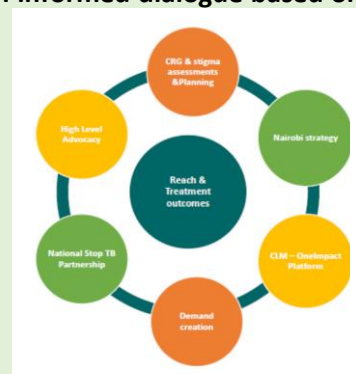 informed dialogue based o
CRG & stigma
assessments
&Planning
High Level
Advocacy
Nairobi strategy
Reach &
Treatment
outcomes
National Stop TB
Partnership
CLM – OneImpact
Platform
Demand
creation